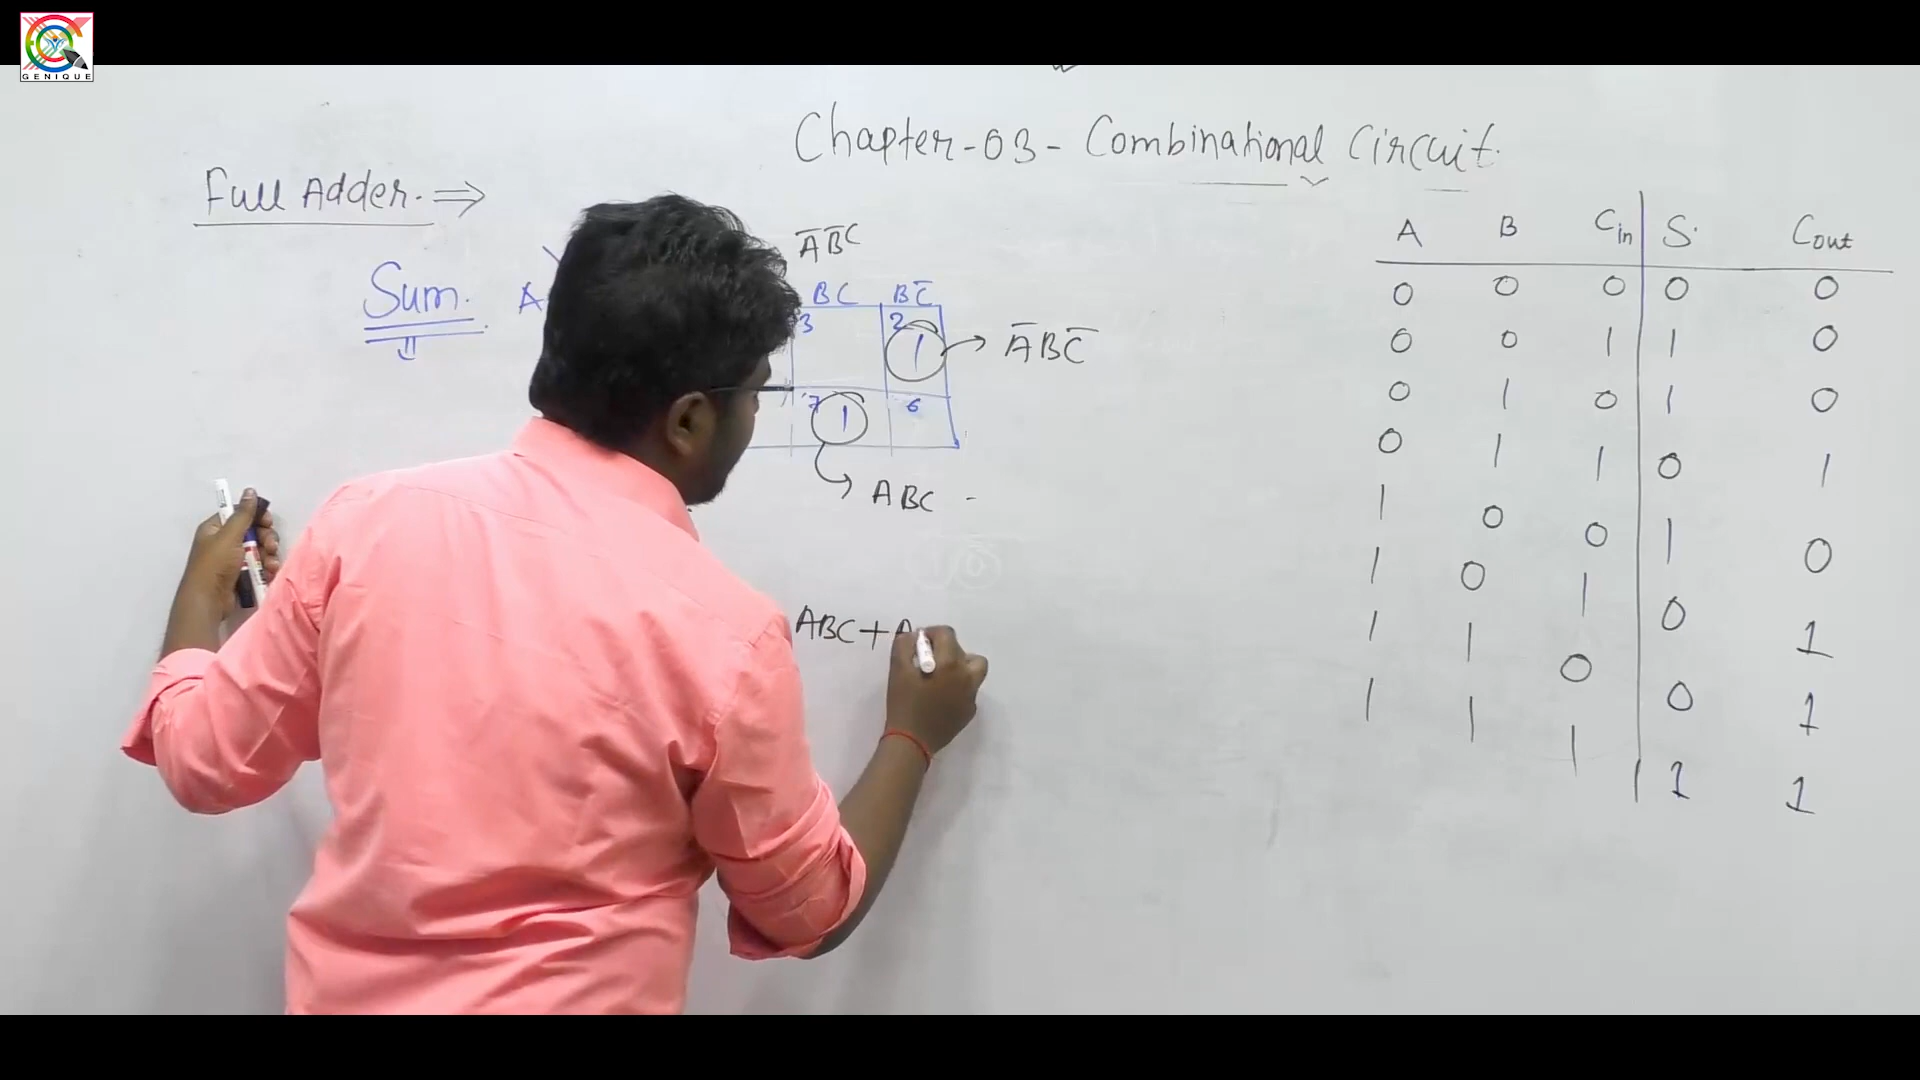 GENIQUE
Chapter-03- Combinational Circuit.
Full Adder. ⇒
Sum.
A
A̅B̅C
BC BC̅
3 2 1 → A̅BC̅
7 1 6
→ ABC -
ABC + A
A B Cin S. Cout
0 0 0 0 0
0 0 1 1 0
0 1 0 1 0
0 1 1 0 1
1 0 0 1 0
1 0 1 0 1
1 1 0 0 1
1 1 1 1 1